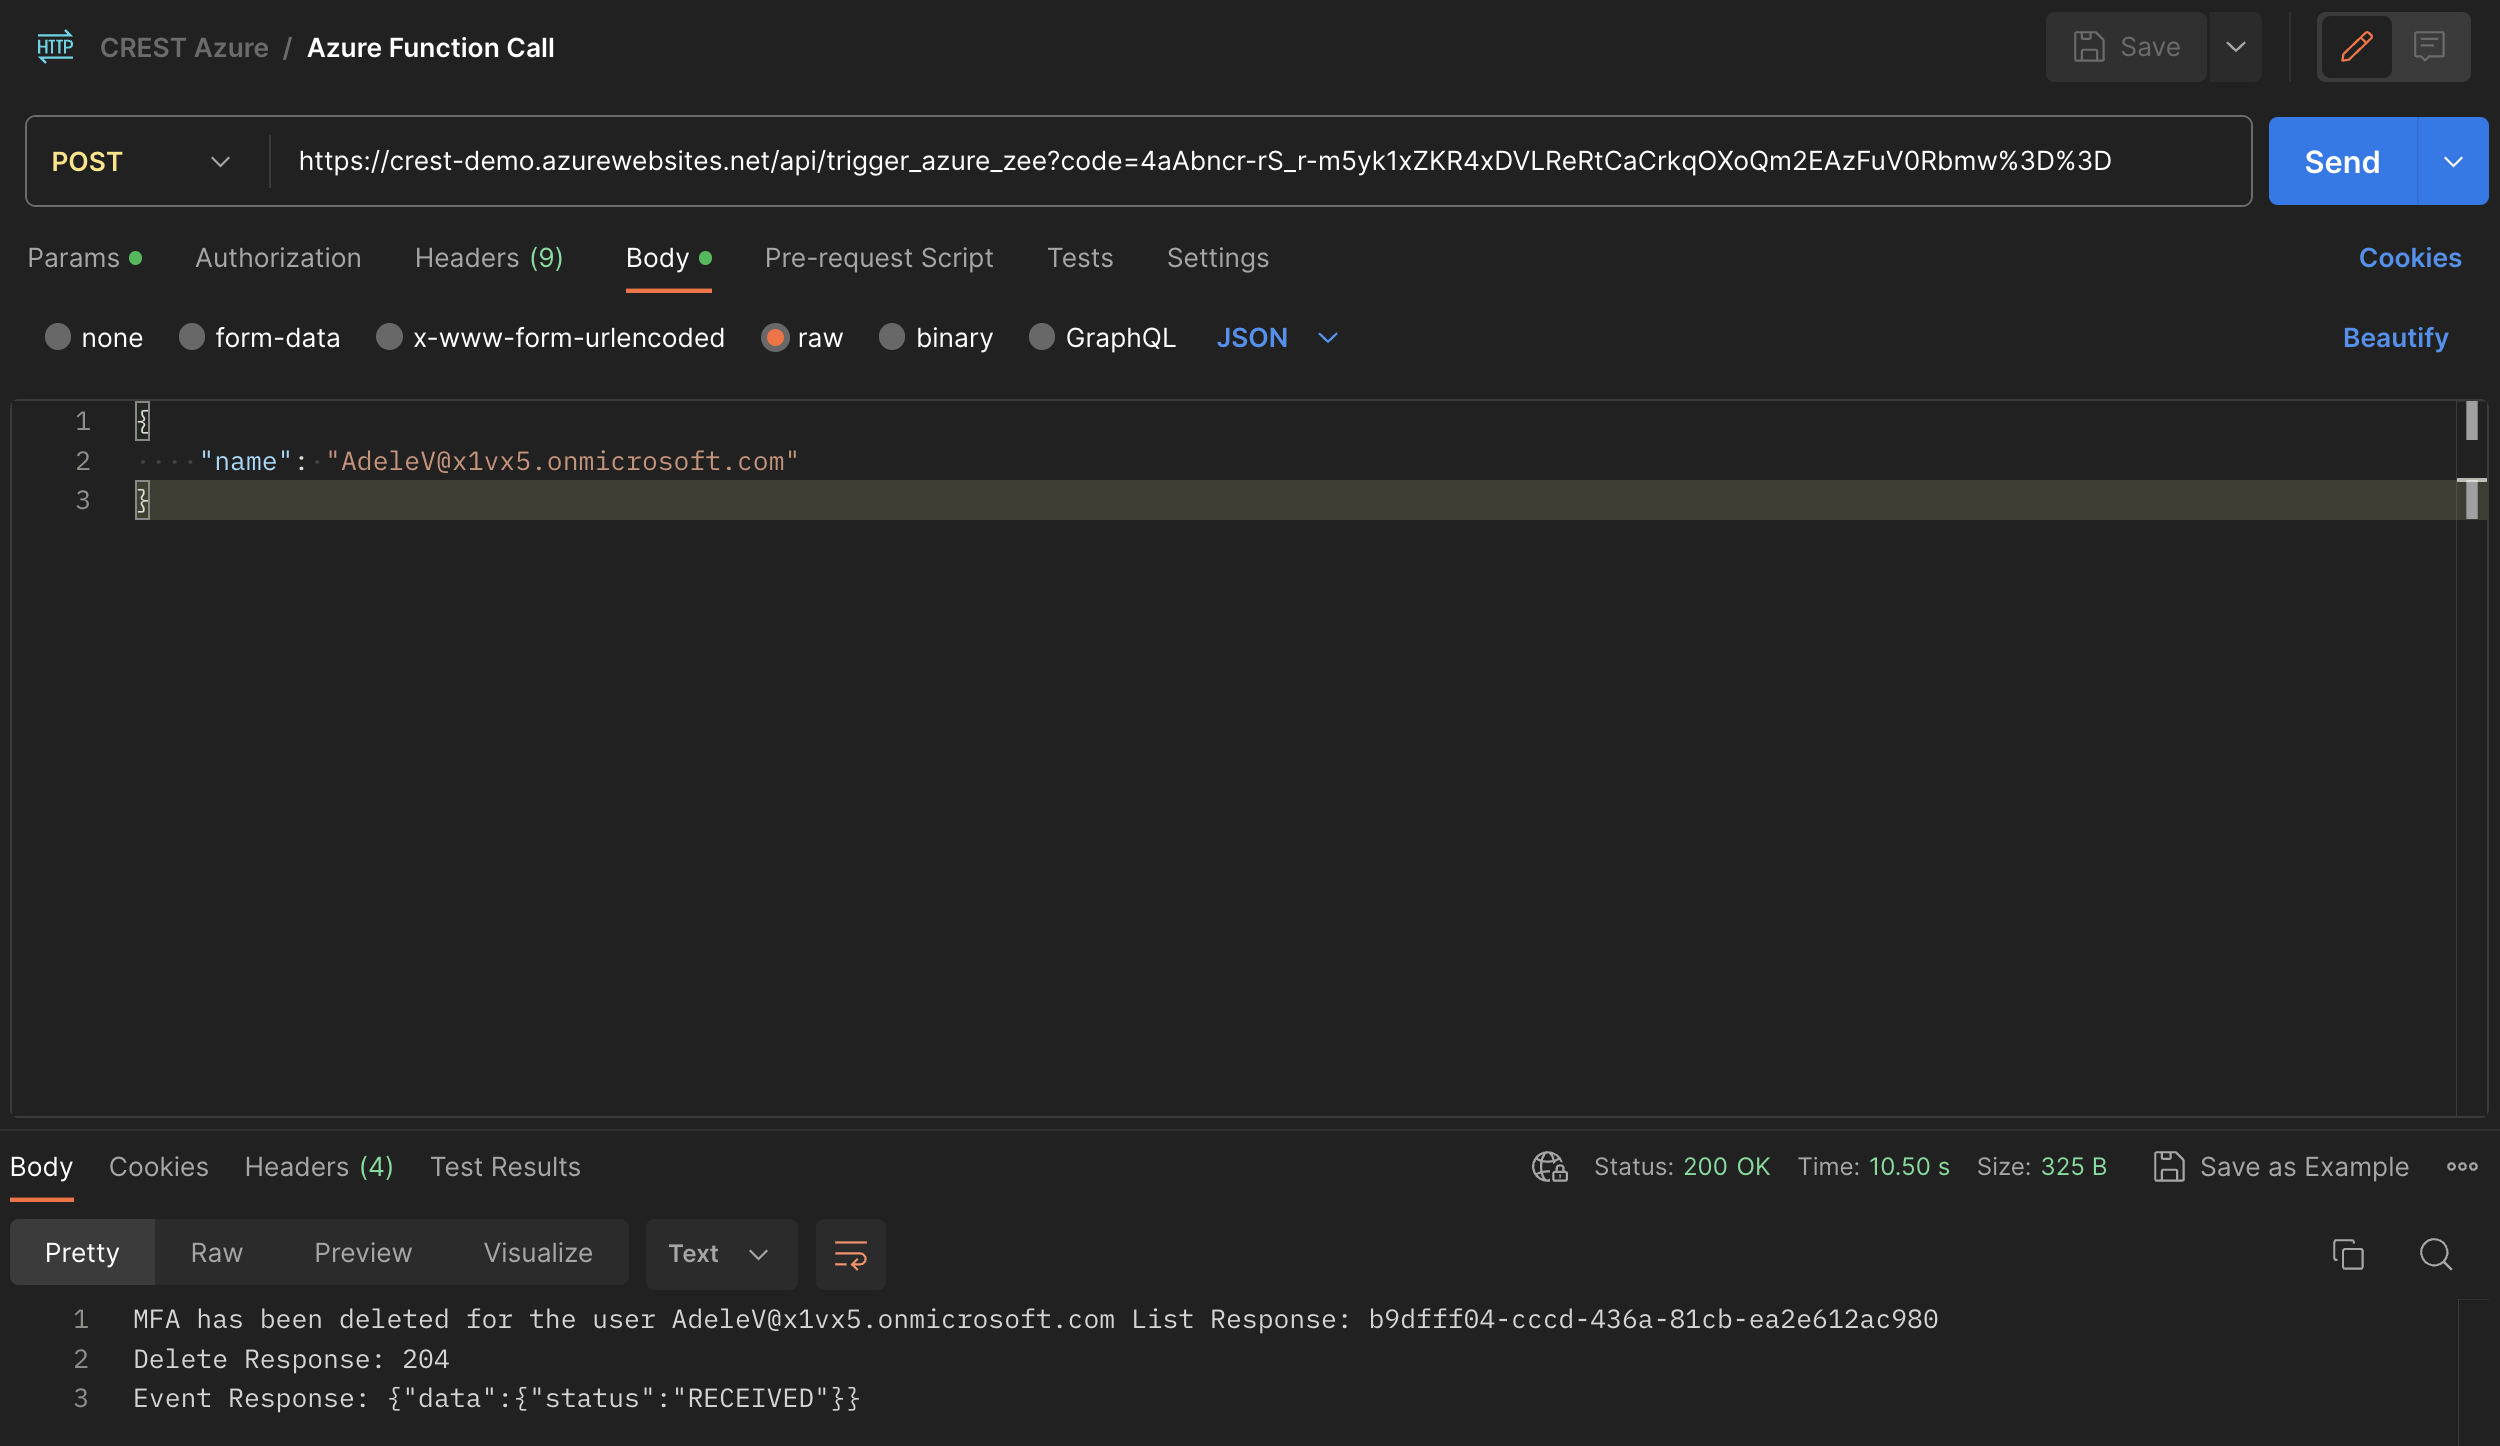 HTTP CREST Azure / Azure Function Call Save
POST https://crest-demo.azurewebsites.net/api/trigger_azure_zee?code=4aAbncr-rS_r-m5yk1xZKR4xDVLReRtCaCrkqOXoQm2EAzFuV0Rbmw%3D%3D Send
Params Authorization Headers (9) Body Pre-request Script Tests Settings Cookies
none form-data x-www-form-urlencoded raw binary GraphQL JSON Beautify
1 {
2 "name": "AdeleV@x1vx5.onmicrosoft.com"
3 }
Body Cookies Headers (4) Test Results Status: 200 OK Time: 10.50 s Size: 325 B Save as Example
Pretty Raw Preview Visualize Text
1 MFA has been deleted for the user AdeleV@x1vx5.onmicrosoft.com List Response: b9dfff04-cccd-436a-81cb-ea2e612ac980
2 Delete Response: 204
3 Event Response: {"data":{"status":"RECEIVED"}}